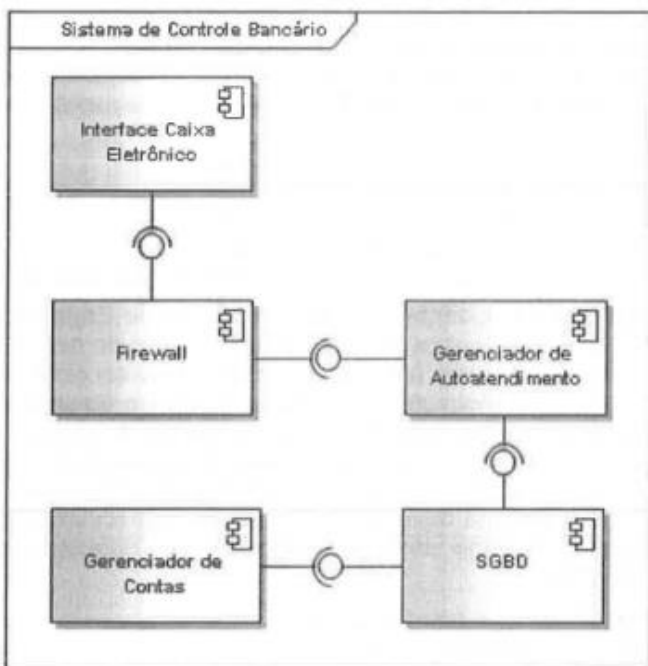 Sistema de Controle Bancário
Interface Caixa
Eletrônico
Firewall
Gerenciador de
Autoatendimento
Gerenciador de
Contas
SGBD